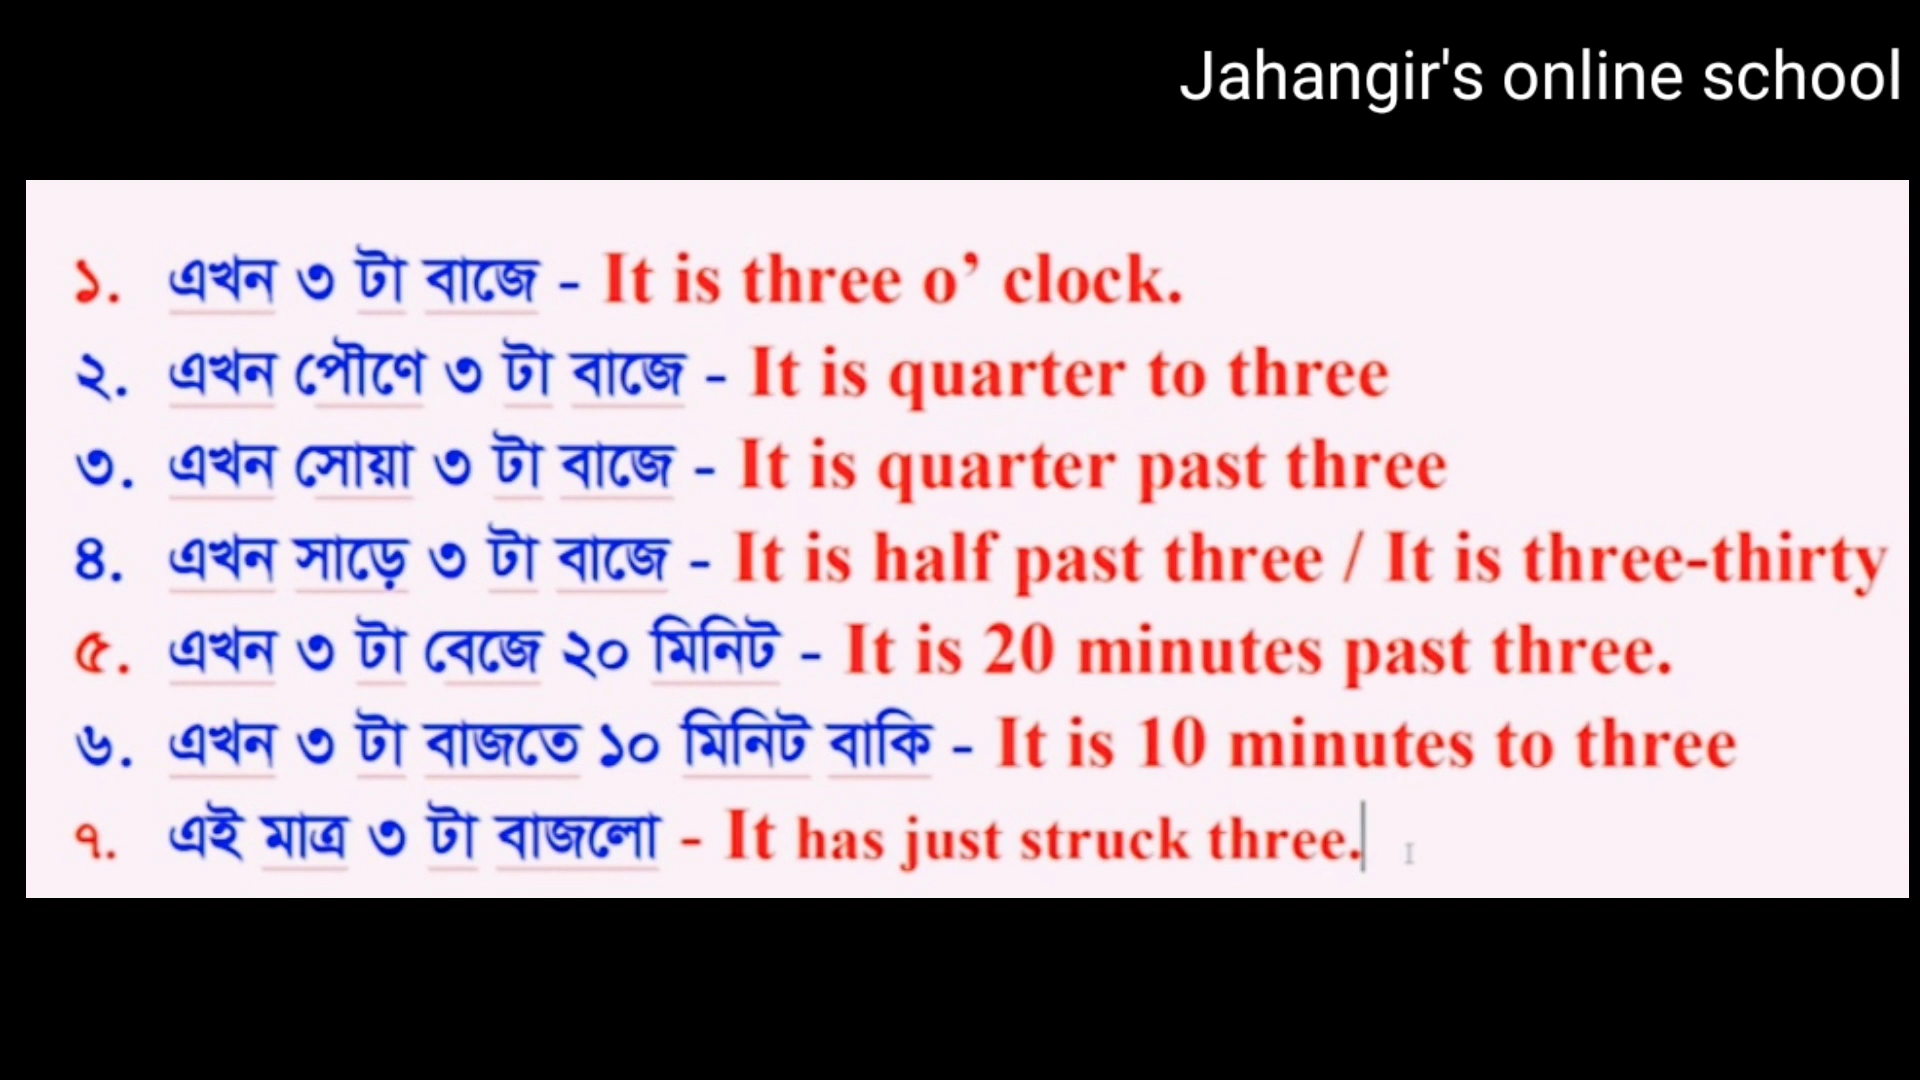 Jahangir's online school
১. এখন ৩ টা বাজে - It is three o’ clock.
২. এখন পৌণে ৩ টা বাজে - It is quarter to three
৩. এখন সোয়া ৩ টা বাজে - It is quarter past three
৪. এখন সাড়ে ৩ টা বাজে - It is half past three / It is three-thirty
৫. এখন ৩ টা বেজে ২০ মিনিট - It is 20 minutes past three.
৬. এখন ৩ টা বাজতে ১০ মিনিট বাকি - It is 10 minutes to three
৭. এই মাত্র ৩ টা বাজলো - It has just struck three.